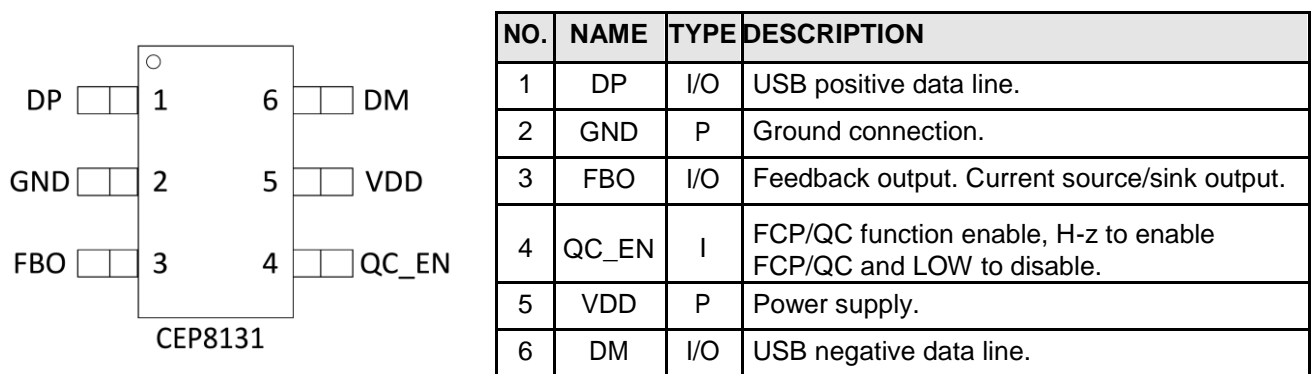 DP 1 6 DM
GND 2 5 VDD
FBO 3 4 QC_EN
CEP8131
NO. NAME TYPE DESCRIPTION
1 DP I/O USB positive data line.
2 GND P Ground connection.
3 FBO I/O Feedback output. Current source/sink output.
4 QC_EN I FCP/QC function enable, H-z to enable
FCP/QC and LOW to disable.
5 VDD P Power supply.
6 DM I/O USB negative data line.